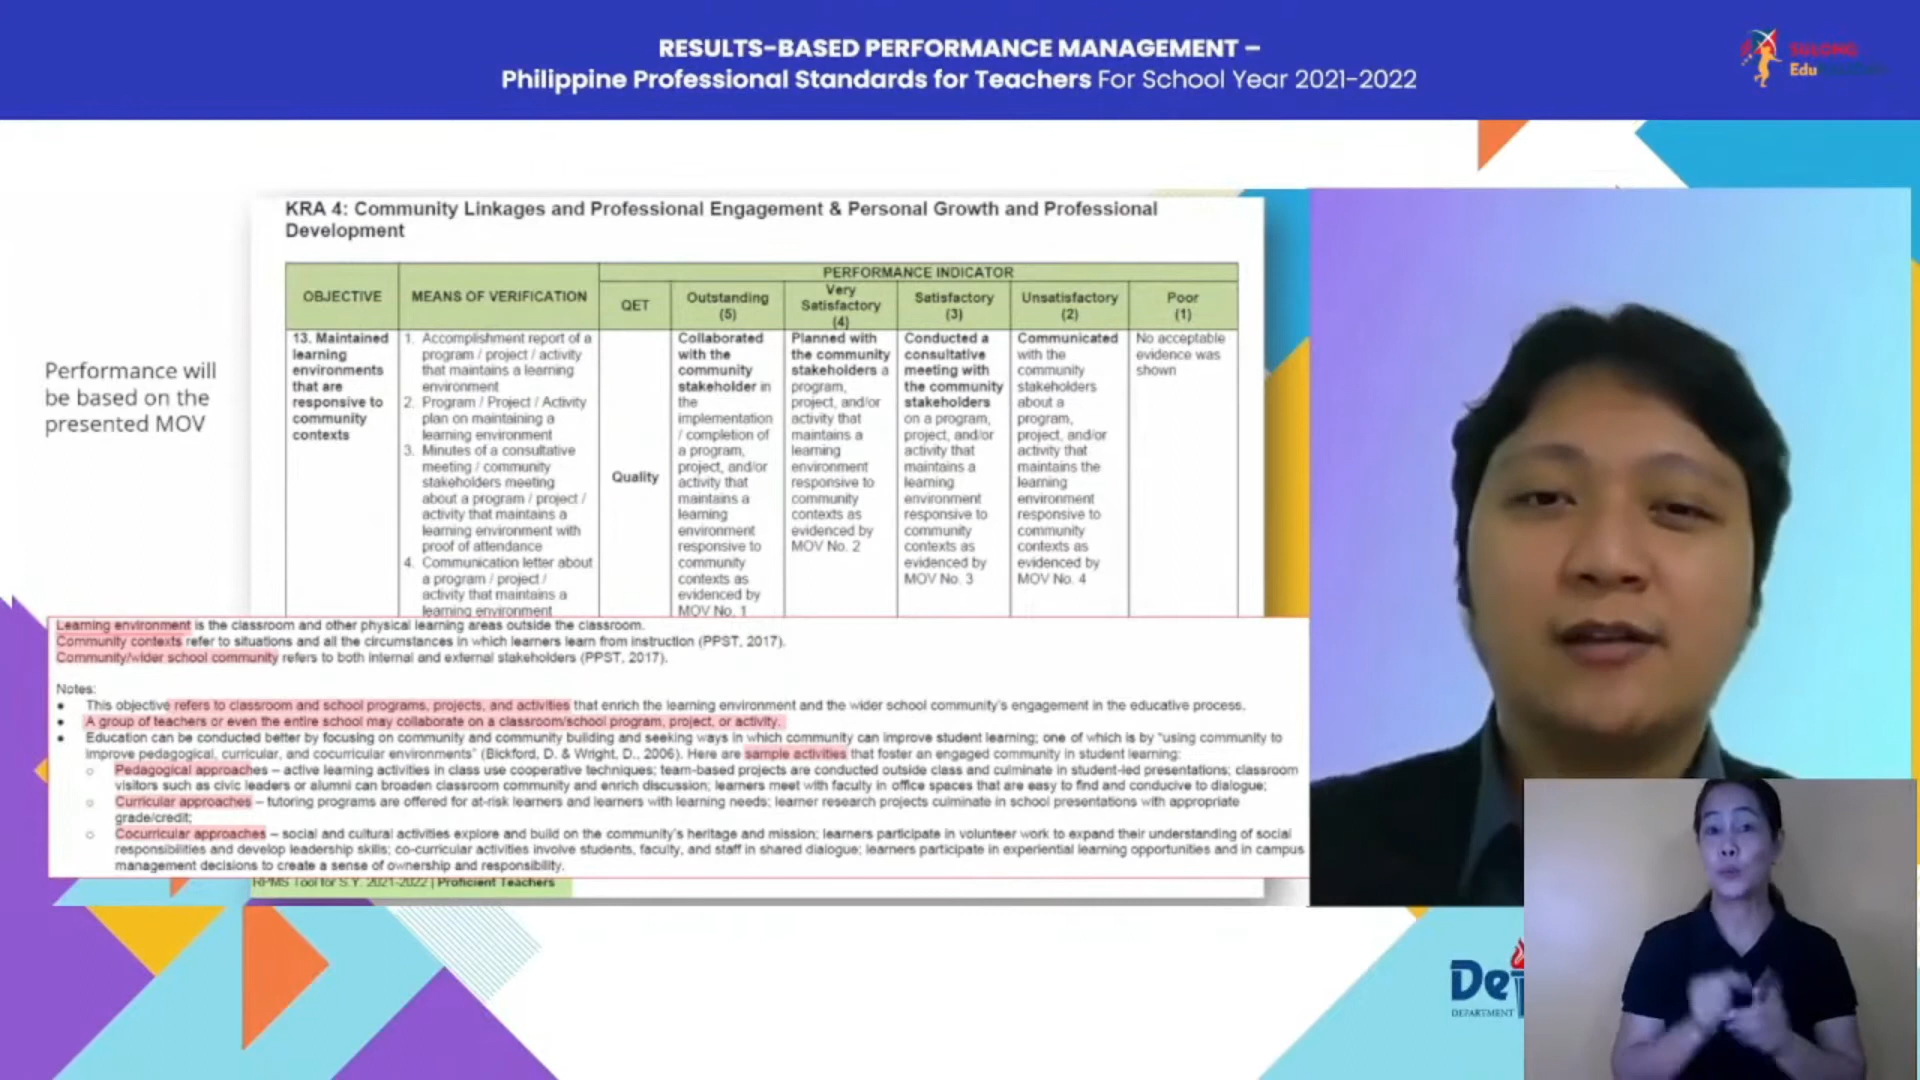 RESULTS-BASED PERFORMANCE MANAGEMENT –
Philippine Professional Standards for Teachers For School Year 2021-2022
SULONG
Edu
Performance will
be based on the
presented MOV
KRA 4: Community Linkages and Professional Engagement & Personal Growth and Professional
Development
OBJECTIVE
MEANS OF VERIFICATION
PERFORMANCE INDICATOR
QET
Outstanding
(5)
Very
Satisfactory
(4)
Satisfactory
(3)
Unsatisfactory
(2)
Poor
(1)
13. Maintained
learning
environments
that are
responsive to
community
contexts
1. Accomplishment report of a
program / project / activity
that maintains a learning
environment
2. Program / Project / Activity
plan on maintaining a
learning environment
3. Minutes of a consultative
meeting / community
stakeholders meeting
about a program / project /
activity that maintains a
learning environment with
proof of attendance
4. Communication letter about
a program / project /
activity that maintains a
learning environment
Quality
Collaborated
with the
community
stakeholder in
the
implementation
/ completion of
a program,
project, and/or
activity that
maintains a
learning
environment
responsive to
community
contexts as
evidenced by
MOV No. 1
Planned with
the community
stakeholders a
program,
project, and/or
activity that
maintains a
learning
environment
responsive to
community
contexts as
evidenced by
MOV No. 2
Conducted a
consultative
meeting with
the community
stakeholders
on a program,
project, and/or
activity that
maintains a
learning
environment
responsive to
community
contexts as
evidenced by
MOV No. 3
Communicated
with the
community
stakeholders
about a
program,
project, and/or
activity that
maintains the
learning
environment
responsive to
community
contexts as
evidenced by
MOV No. 4
No acceptable
evidence was
shown
Learning environment is the classroom and other physical learning areas outside the classroom.
Community contexts refer to situations and all the circumstances in which learners learn from instruction (PPST, 2017).
Community/wider school community refers to both internal and external stakeholders (PPST, 2017).
Notes:
• This objective refers to classroom and school programs, projects, and activities that enrich the learning environment and the wider school community's engagement in the educative process.
• A group of teachers or even the entire school may collaborate on a classroom/school program, project, or activity.
• Education can be conducted better by focusing on community and community building and seeking ways in which community can improve student learning; one of which is by "using community to
improve pedagogical, curricular, and cocurricular environments" (Bickford, D. & Wright, D., 2006). Here are sample activities that foster an engaged community in student learning:
o Pedagogical approaches – active learning activities in class use cooperative techniques; team-based projects are conducted outside class and culminate in student-led presentations; classroom
visitors such as civic leaders or alumni can broaden classroom community and enrich discussion; learners meet with faculty in office spaces that are easy to find and conducive to dialogue;
o Curricular approaches – tutoring programs are offered for at-risk learners and learners with learning needs; learner research projects culminate in school presentations with appropriate
grade/credit;
o Cocurricular approaches – social and cultural activities explore and build on the community's heritage and mission; learners participate in volunteer work to expand their understanding of social
responsibilities and develop leadership skills; co-curricular activities involve students, faculty, and staff in shared dialogue; learners participate in experiential learning opportunities and in campus
management decisions to create a sense of ownership and responsibility.
RPMS Tool for S.Y. 2021-2022 | Proficient Teachers
De
DEPARTMENT